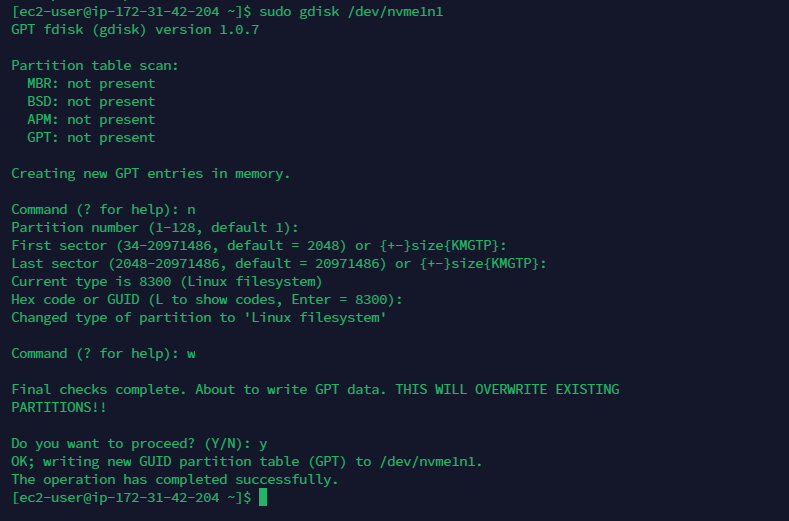 [ec2-user@ip-172-31-42-204 ~]$ sudo gdisk /dev/nvme1n1
GPT fdisk (gdisk) version 1.0.7
Partition table scan:
MBR: not present
BSD: not present
APM: not present
GPT: not present
Creating new GPT entries in memory.
Command (? for help): n
Partition number (1-128, default 1):
First sector (34-20971486, default = 2048) or {+-}size{KMGTP}:
Last sector (2048-20971486, default = 20971486) or {+-}size{KMGTP}:
Current type is 8300 (Linux filesystem)
Hex code or GUID (L to show codes, Enter = 8300):
Changed type of partition to 'Linux filesystem'
Command (? for help): w
Final checks complete. About to write GPT data. THIS WILL OVERWRITE EXISTING
PARTITIONS!!
Do you want to proceed? (Y/N): y
OK; writing new GUID partition table (GPT) to /dev/nvme1n1.
The operation has completed successfully.
[ec2-user@ip-172-31-42-204 ~]$